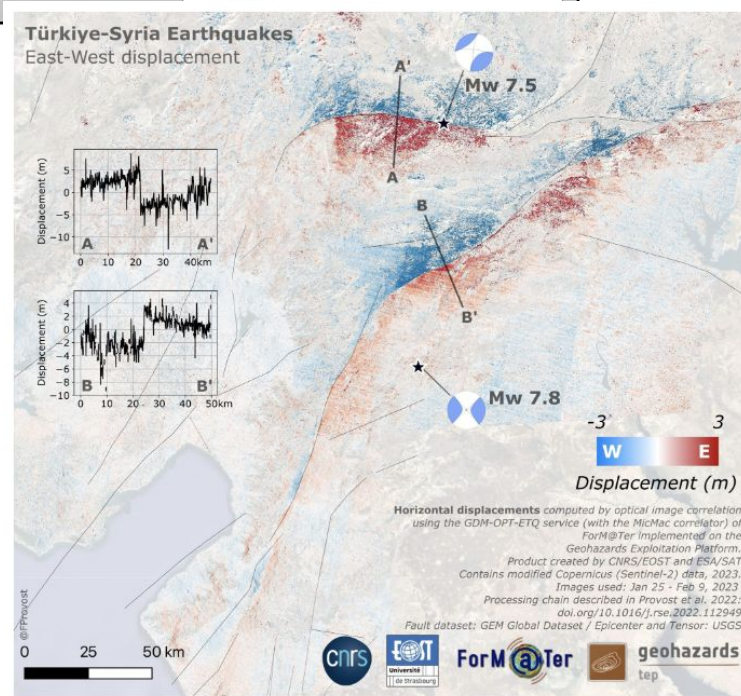 Türkiye-Syria Earthquakes
East-West displacement
A'
Mw 7.5
A
B
B'
Mw 7.8
Displacement (m)
5
0
-5
-10
A
A'
0 10 20 30 40km
Displacement (m)
4
2
0
-2
-4
-6
-8
-10
B
B'
0 10 20 30 40 50km
-3
3
W
E
Displacement (m)
Horizontal displacements computed by optical image correlation
using the GDM-OPT-ETQ service (with the MicMac correlator) of
ForM@Ter implemented on the
Geohazards Exploitation Platform.
Product created by CNRS/EOST and ESA/SAT
Contains modified Copernicus (Sentinel-2) data, 2023.
Images used: Jan 25 - Feb 9, 2023
Processing chain described in Provost et al. 2022:
doi.org/10.1016/j.rse.2022.112949
Fault dataset: GEM Global Dataset / Epicenter and Tensor: USGS
@FProvost
0 25 50 km
cnrs
EOST
Université
de Strasbourg
ForM@Ter
geohazards
tep